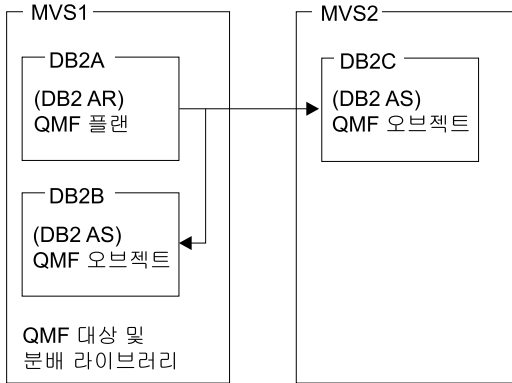 MVS1
DB2A
(DB2 AR)
QMF 플랜
DB2B
(DB2 AS)
QMF 오브젝트
QMF 대상 및
분배 라이브러리
MVS2
DB2C
(DB2 AS)
QMF 오브젝트